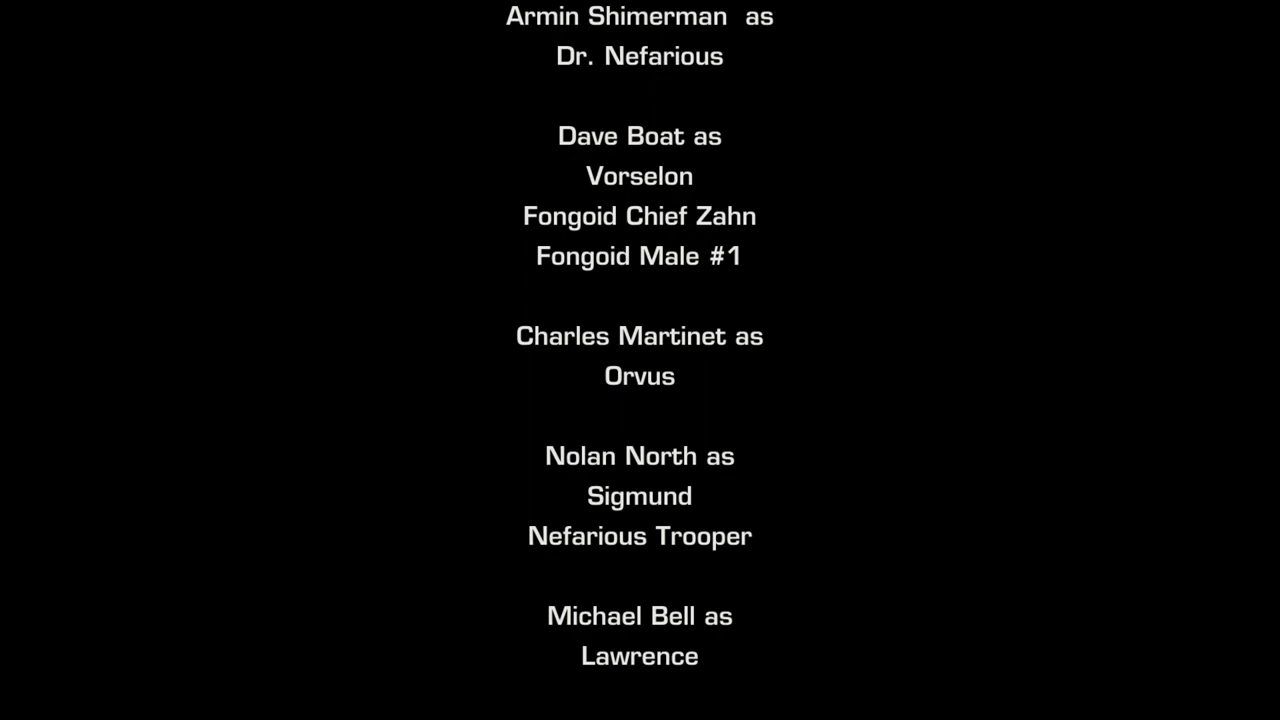 Armin Shimerman  as
Dr. Nefarious
Dave Boat as
Vorselon
Fongoid Chief Zahn
Fongoid Male #1
Charles Martinet as
Orvus
Nolan North as
Sigmund
Nefarious Trooper
Michael Bell as
Lawrence